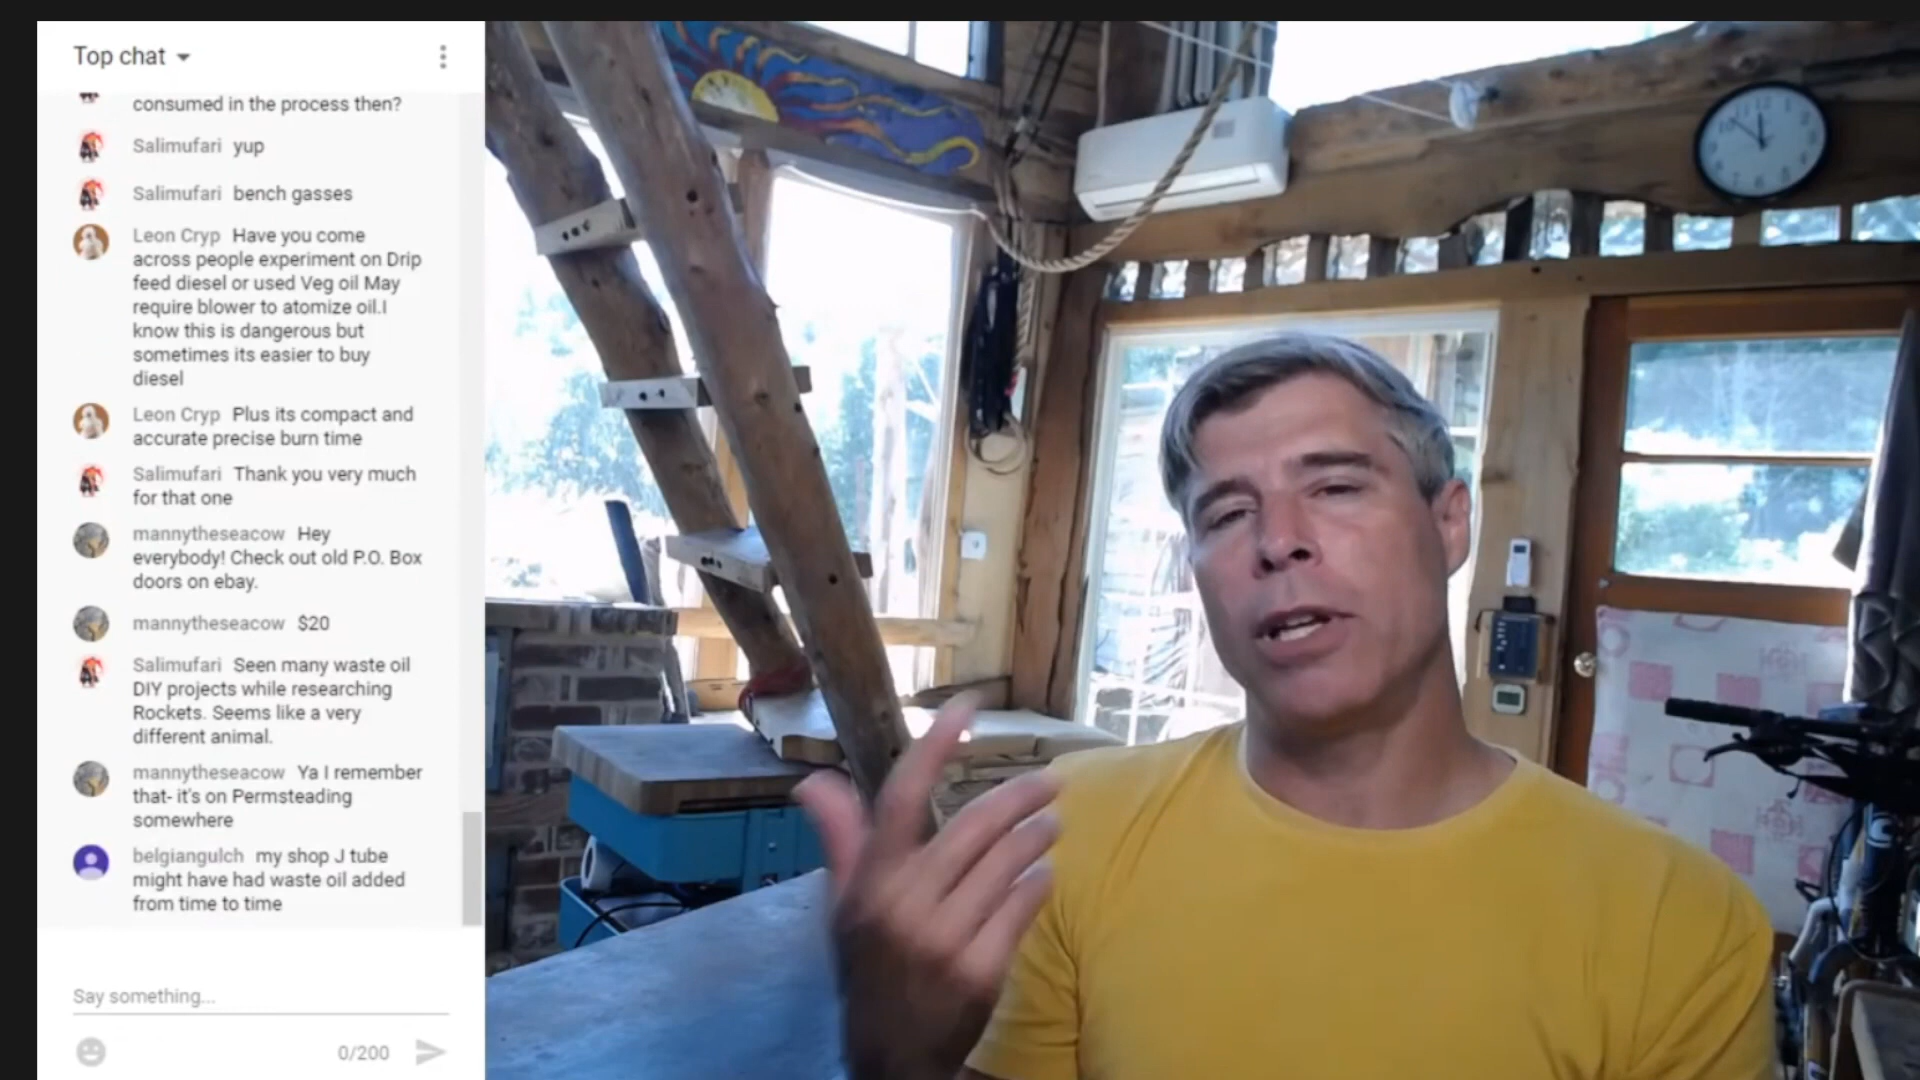 Top chat
consumed in the process then?
Salimufari yup
Salimufari bench gasses
Leon Cryp Have you come
across people experiment on Drip
feed diesel or used Veg oil May
require blower to atomize oil.I
know this is dangerous but
sometimes its easier to buy
diesel
Leon Cryp Plus its compact and
accurate precise burn time
Salimufari Thank you very much
for that one
mannytheseacow Hey
everybody! Check out old P.O. Box
doors on ebay.
mannytheseacow $20
Salimufari Seen many waste oil
DIY projects while researching
Rockets. Seems like a very
different animal.
mannytheseacow Ya I remember
that- it's on Permsteading
somewhere
belgiangulch my shop J tube
might have had waste oil added
from time to time
Say something...
0/200